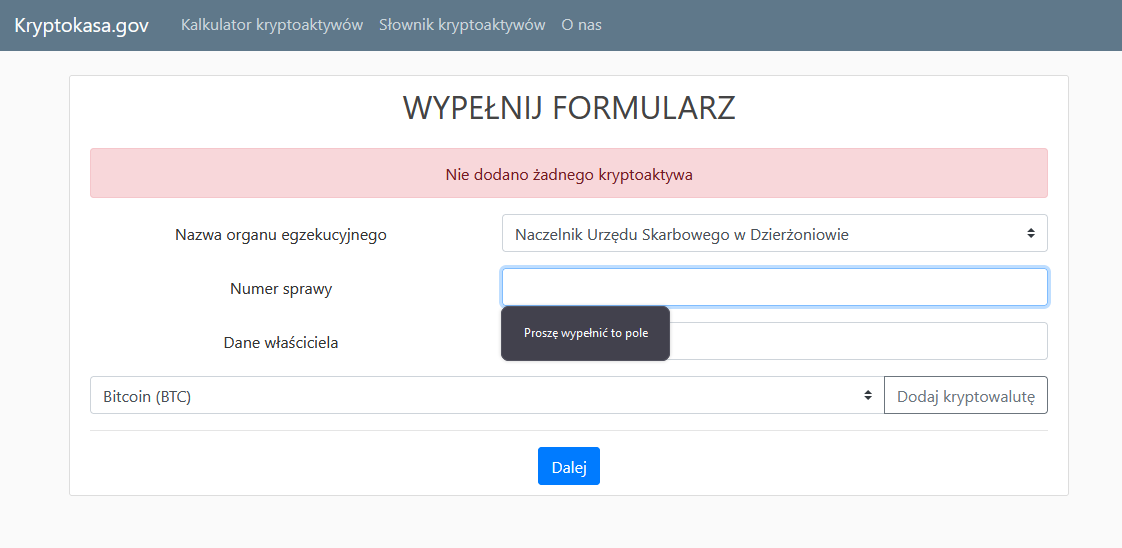 Kryptokasa.gov Kalkulator kryptoaktywów Słownik kryptoaktywów O nas
WYPEŁNIJ FORMULARZ
Nie dodano żadnego kryptoaktywa
Nazwa organu egzekucyjnego Naczelnik Urzędu Skarbowego w Dzierżoniowie
Numer sprawy
Proszę wypełnić to pole
Dane właściciela
Bitcoin (BTC) Dodaj kryptowalutę
Dalej